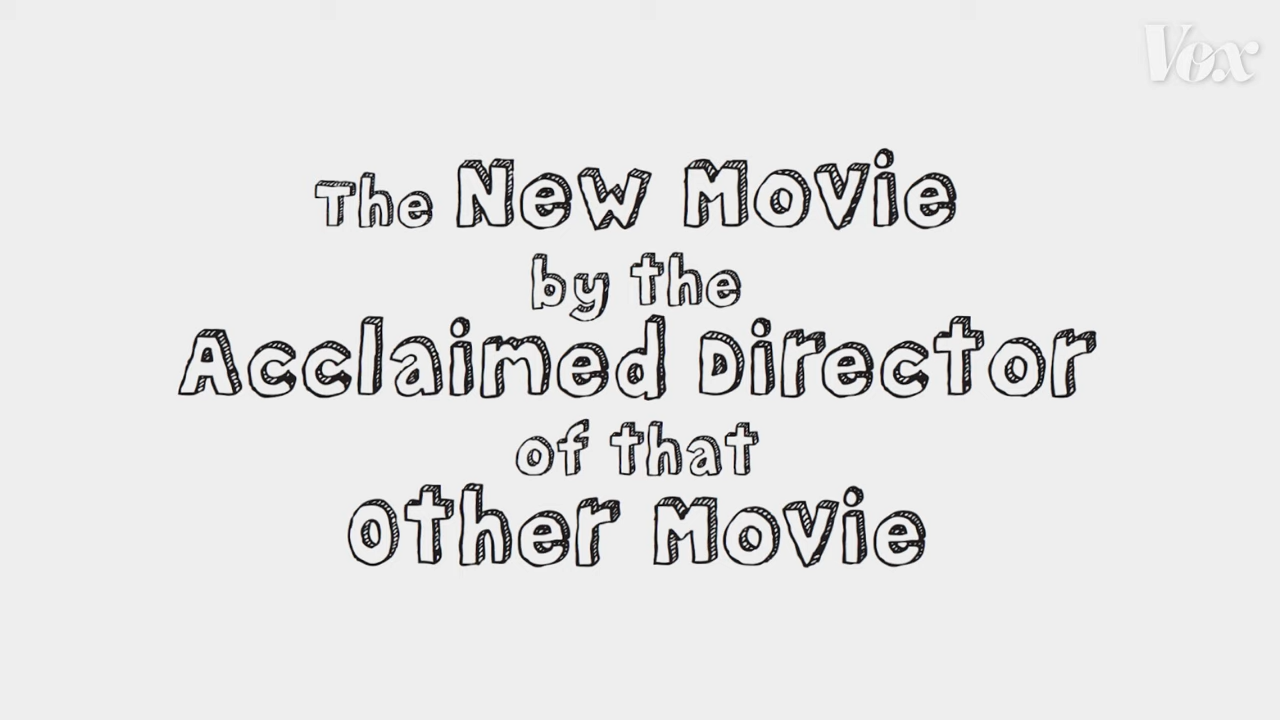 Vox
The New Movie
by the
Acclaimed Director
of that
Other Movie